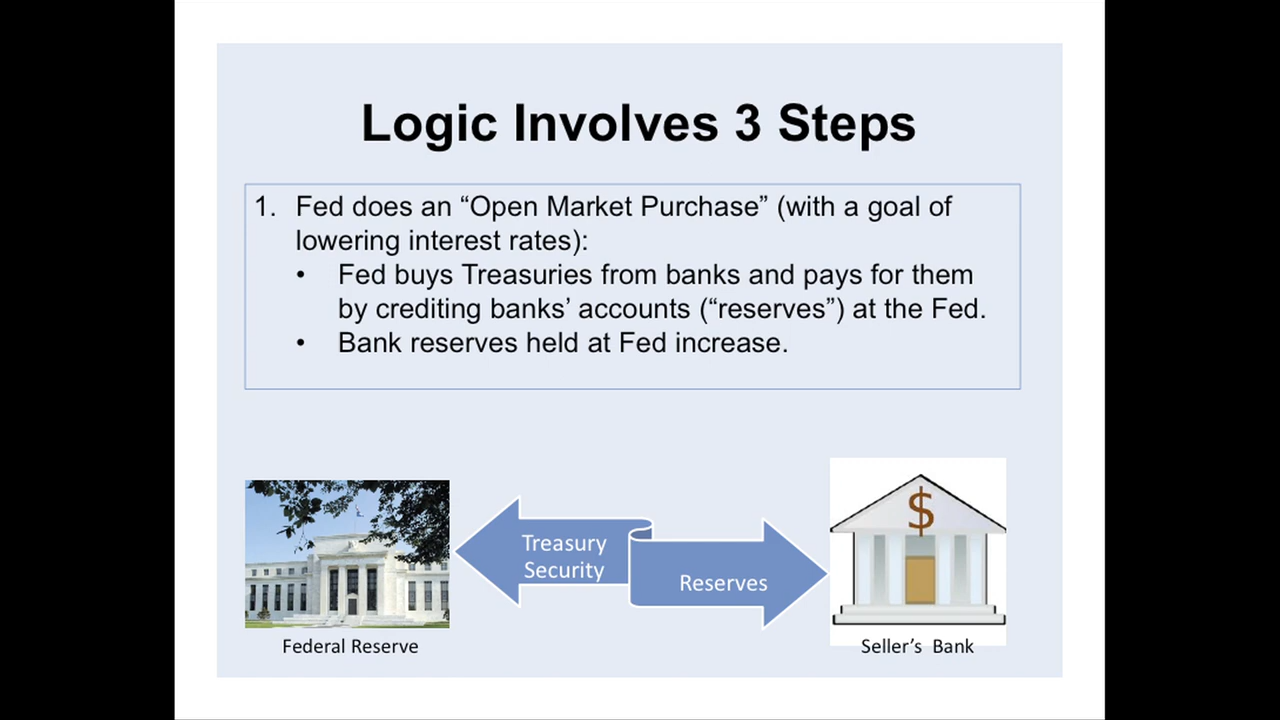 Logic Involves 3 Steps
1. Fed does an “Open Market Purchase” (with a goal of
lowering interest rates):
• Fed buys Treasuries from banks and pays for them
by crediting banks’ accounts (“reserves”) at the Fed.
• Bank reserves held at Fed increase.
Treasury
Security
Reserves
$
Federal Reserve
Seller’s Bank